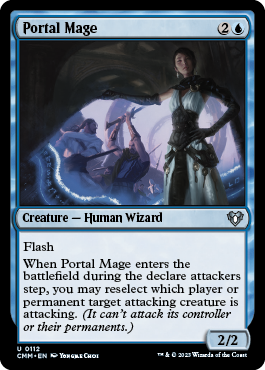 Portal Mage 2
Creature — Human Wizard
Flash
When Portal Mage enters the
battlefield during the declare attackers
step, you may reselect which player or
permanent target attacking creature is
attacking. (It can't attack its controller
or their permanents.)
2/2
U 0112
CMM • EN Yongjae Choi
™ & © 2023 Wizards of the Coast